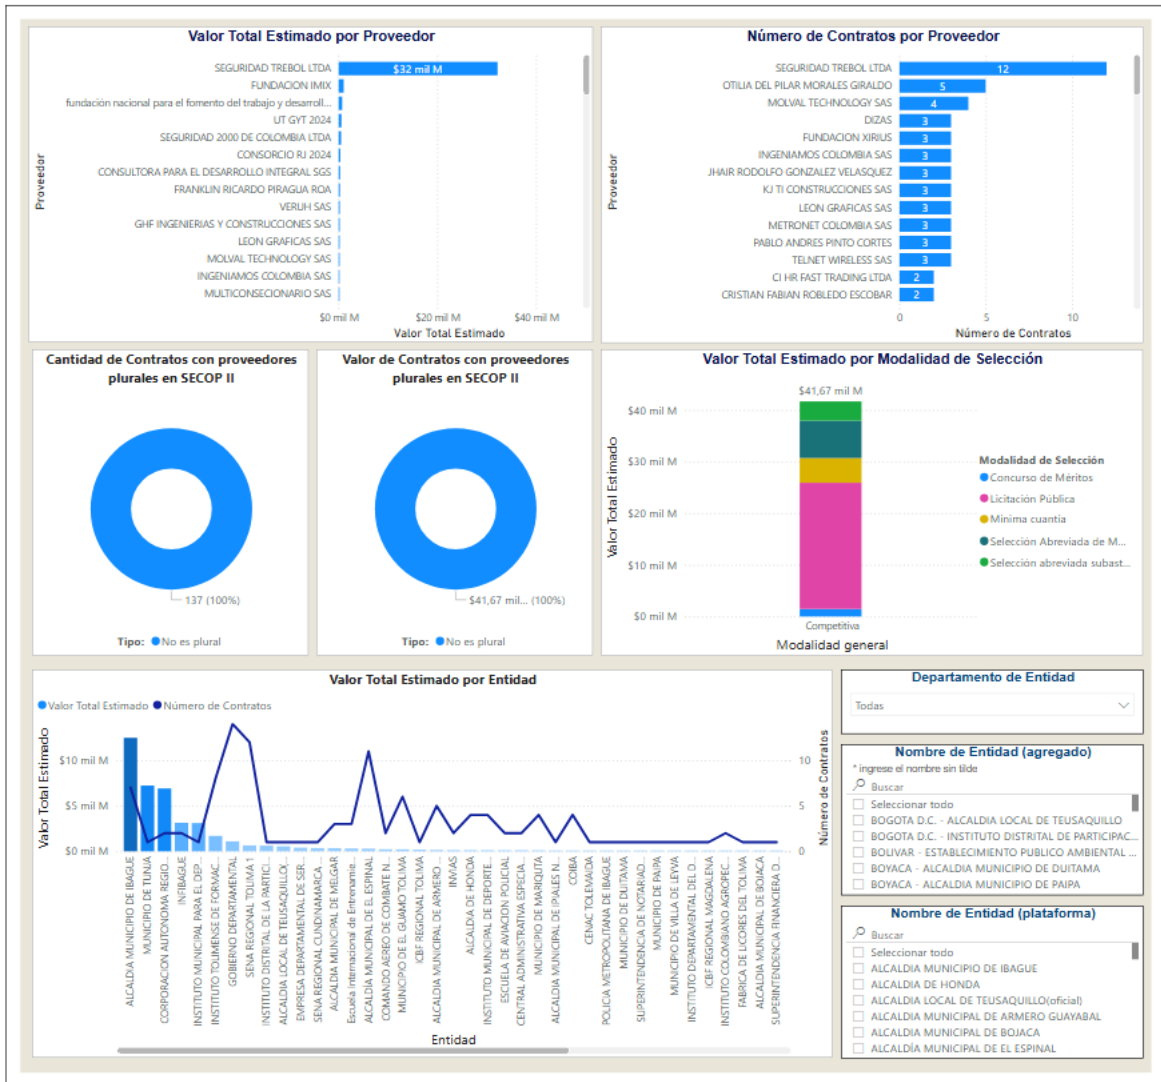 Valor Total Estimado por Proveedor
Proveedor
SEGURIDAD TREBOL LTDA
$32 mil M
FUNDACION IMIX
fundación nacional para el fomento del trabajo y desarroll...
UT GYT 2024
SEGURIDAD 2000 DE COLOMBIA LTDA
CONSORCIO RJ 2024
CONSULTORA PARA EL DESARROLLO INTEGRAL SGS
FRANKLIN RICARDO PIRAGUA ROA
VERUH SAS
GHF INGENIERIAS Y CONSTRUCCIONES SAS
LEON GRAFICAS SAS
MOLVAL TECHNOLOGY SAS
INGENIAMOS COLOMBIA SAS
MULTICONSECIONARIO SAS
$0 mil M $20 mil M $40 mil M
Valor Total Estimado
Número de Contratos por Proveedor
Proveedor
SEGURIDAD TREBOL LTDA 12
OTILIA DEL PILAR MORALES GIRALDO 5
MOLVAL TECHNOLOGY SAS 4
DIZAS 3
FUNDACION XIRIUS 3
INGENIAMOS COLOMBIA SAS 3
JHAIR RODOLFO GONZALEZ VELASQUEZ 3
KJ TI CONSTRUCCIONES SAS 3
LEON GRAFICAS SAS 3
METRONET COLOMBIA SAS 3
PABLO ANDRES PINTO CORTES 3
TELNET WIRELESS SAS 3
CI HR FAST TRADING LTDA 2
CRISTIAN FABIAN ROBLEDO ESCOBAR 2
0 5 10
Número de Contratos
Cantidad de Contratos con proveedores
plurales en SECOP II
137 (100%)
Tipo: No es plural
Valor de Contratos con proveedores
plurales en SECOP II
$41,67 mil... (100%)
Tipo: No es plural
Valor Total Estimado por Modalidad de Selección
Valor Total Estimado
$41,67 mil M
$40 mil M
$30 mil M
$20 mil M
$10 mil M
$0 mil M
Competitiva
Modalidad general
Modalidad de Selección
Concurso de Méritos
Licitación Pública
Mínima cuantía
Selección Abreviada de M...
Selección abreviada subast...
Valor Total Estimado por Entidad
Valor Total Estimado Número de Contratos
Valor Total Estimado
$10 mil M
$5 mil M
$0 mil M
Número de Contratos
10
5
0
ALCALDIA MUNICIPIO DE IBAGUE
MUNICIPIO DE TUNJA
CORPORACION AUTONOMA REGIO...
INFIBAGUE
INSTITUTO MUNICIPAL PARA EL DEP...
INSTITUTO TOLIMENSE DE FORMAC...
GOBIERNO DEPARTAMENTAL
SENA REGIONAL TOLIMA 1
INSTITUTO DISTRITAL DE LA PARTICI...
ALCALDIA LOCAL DE TEUSAQUILLO(...
EMPRESA DEPARTAMENTAL DE SER...
SENA REGIONAL CUNDINAMARCA
ALCALDIA MUNICIPAL DE MELGAR
Escuela Internacional de Entrenamie...
ALCALDÍA MUNICIPAL DE EL ESPINAL
COMANDO AEREO DE COMBATE N...
MUNICIPIO DE EL GUAMO TOLIMA
ICBF REGIONAL TOLIMA
ALCALDIA MUNICIPAL DE ARMERO ...
INVIAS
ALCALDIA DE HONDA
INSTITUTO MUNICIPAL DE DEPORTE...
ESCUELA DE AVIACION POLICIAL
CENTRAL ADMINISTRATIVA ESPECIA...
MUNICIPIO DE MARIQUITA
ALCALDIA MUNICIPAL DE IPIALES N...
COIBA
CENAC TOLEMAIDA
POLICIA METROPOLITANA DE IBAGUE
MUNICIPIO DE DUITAMA
SUPERINTENDENCIA DE NOTARIAD...
MUNICIPIO DE PAIPA
MUNICIPIO DE VILLA DE LEYVA
INSTITUTO DEPARTAMENTAL DEL D...
ICBF REGIONAL MAGDALENA
INSTITUTO COLOMBIANO AGROPEC...
FABRICA DE LICORES DEL TOLIMA
ALCALDIA MUNICIPAL DE BOJACA
SUPERINTENDENCIA FINANCIERA D...
Entidad
Departamento de Entidad
Todas
Nombre de Entidad (agregado)
* ingrese el nombre sin tilde
Buscar
Seleccionar todo
BOGOTA D.C. - ALCALDIA LOCAL DE TEUSAQUILLO
BOGOTA D.C. - INSTITUTO DISTRITAL DE PARTICIPAC...
BOLIVAR - ESTABLECIMIENTO PUBLICO AMBIENTAL ...
BOYACA - ALCALDIA MUNICIPIO DE DUITAMA
BOYACA - ALCALDIA MUNICIPIO DE PAIPA
Nombre de Entidad (plataforma)
Buscar
Seleccionar todo
ALCALDIA MUNICIPIO DE IBAGUE
ALCALDIA DE HONDA
ALCALDIA LOCAL DE TEUSAQUILLO(oficial)
ALCALDIA MUNICIPAL DE ARMERO GUAYABAL
ALCALDIA MUNICIPAL DE BOJACA
ALCALDÍA MUNICIPAL DE EL ESPINAL